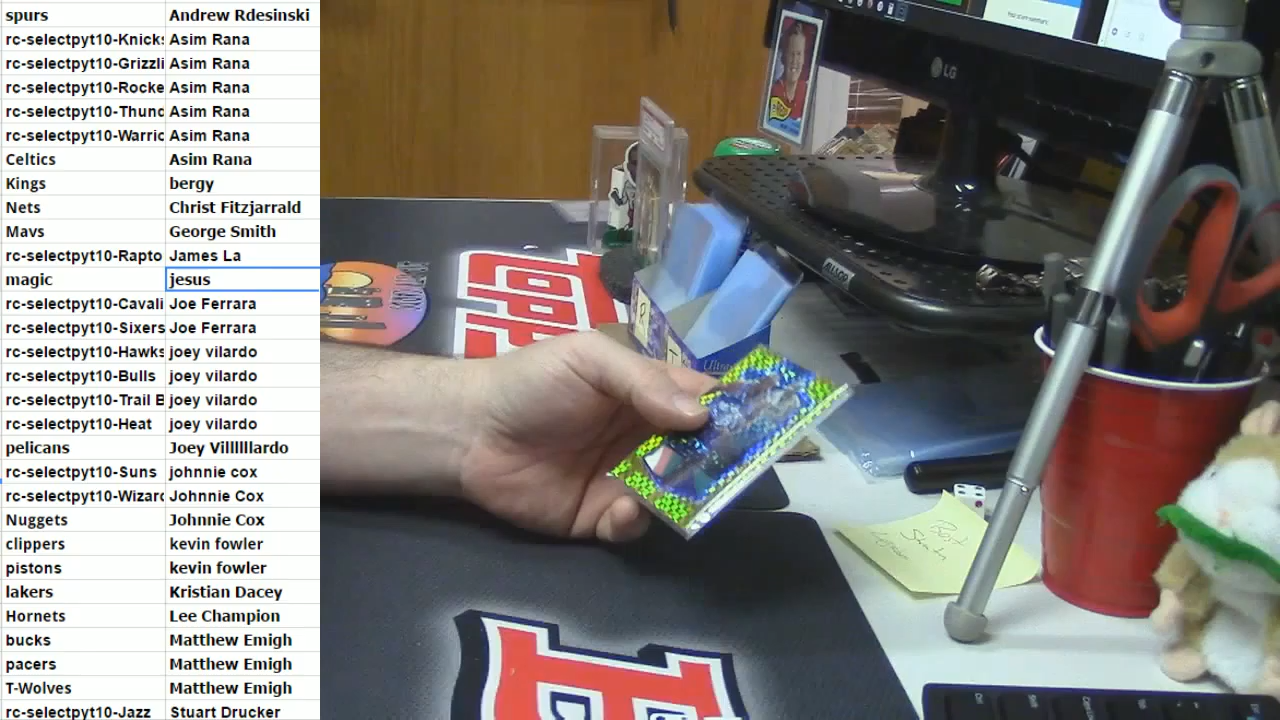 spurs Andrew Rdesinski
rc-selectpyt10-Knicks Asim Rana
rc-selectpyt10-Grizzli Asim Rana
rc-selectpyt10-Rocke Asim Rana
rc-selectpyt10-Thund Asim Rana
rc-selectpyt10-Warric Asim Rana
Celtics Asim Rana
Kings bergy
Nets Christ Fitzjarrald
Mavs George Smith
rc-selectpyt10-Rapto James La
magic jesus
rc-selectpyt10-Cavali Joe Ferrara
rc-selectpyt10-Sixers Joe Ferrara
rc-selectpyt10-Hawks joey vilardo
rc-selectpyt10-Bulls joey vilardo
rc-selectpyt10-Trail B joey vilardo
rc-selectpyt10-Heat joey vilardo
pelicans Joey Villlllllardo
rc-selectpyt10-Suns johnnie cox
rc-selectpyt10-Wizarc Johnnie Cox
Nuggets Johnnie Cox
clippers kevin fowler
pistons kevin fowler
lakers Kristian Dacey
Hornets Lee Champion
bucks Matthew Emigh
pacers Matthew Emigh
T-Wolves Matthew Emigh
rc-selectpyt10-Jazz Stuart Drucker
LG
ALLSOP
Ultra
Best